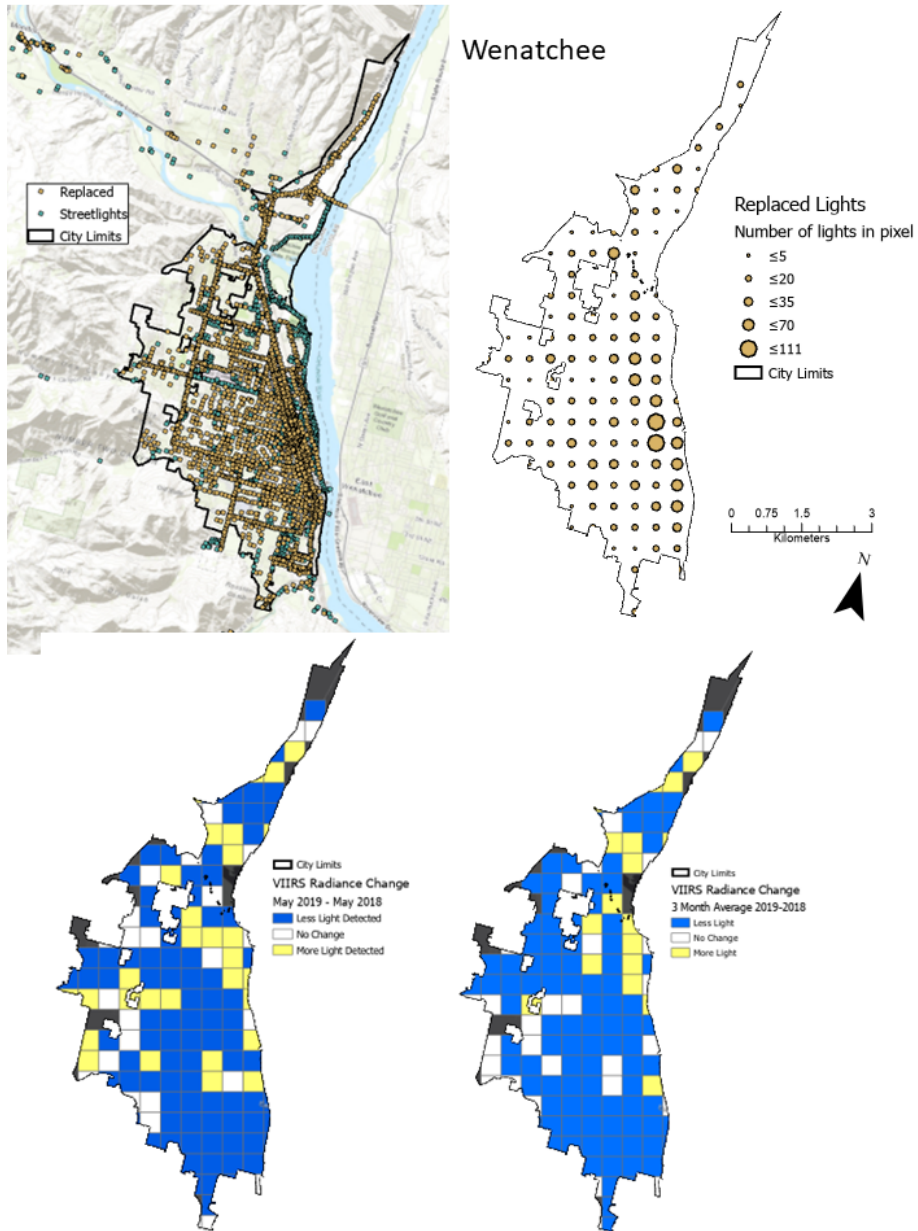 Wenatchee
Replaced
Streetlights
City Limits
Replaced Lights
Number of lights in pixel
≤5
≤20
≤35
≤70
≤111
City Limits
0 0.75 1.5 3
Kilometers
N
City Limits
VIIRS Radiance Change
May 2019 - May 2018
Less Light Detected
No Change
More Light Detected
City Limits
VIIRS Radiance Change
3 Month Average 2019-2018
Less Light
No Change
More Light